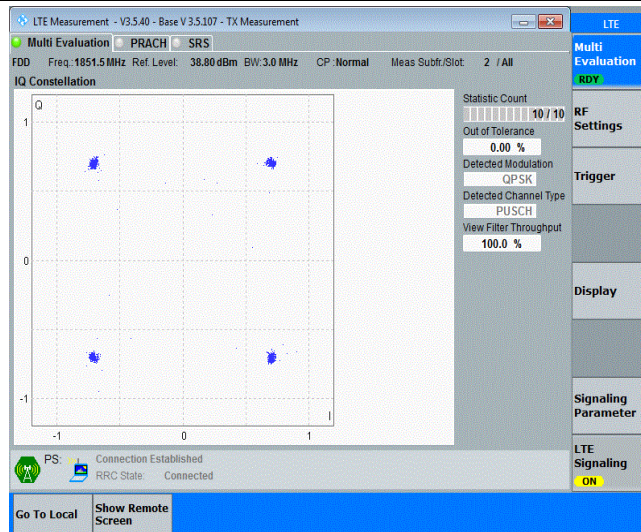 LTE Measurement - V3.5.40 - Base V 3.5.107 - TX Measurement
LTE
Multi Evaluation PRACH SRS
FDD Freq.:1851.5 MHz Ref. Level: 38.80 dBm BW:3.0 MHz CP :Normal Meas Subfr./Slot: 2 / All
IQ Constellation
Q
1
0
-1
I
-1 0 1
Statistic Count
10 / 10
Out of Tolerance
0.00 %
Detected Modulation
QPSK
Detected Channel Type
PUSCH
View Filter Throughput
100.0 %
PS: Connection Established
RRC State: Connected
Multi
Evaluation
RDY
RF
Settings
Trigger
Display
Signaling
Parameter
LTE
Signaling
ON
Go To Local
Show Remote
Screen